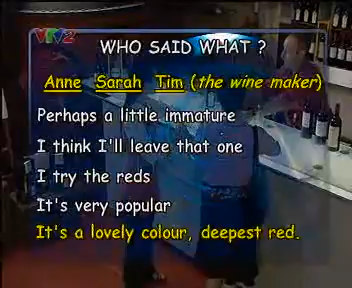 VTV2
WHO SAID WHAT ?
Anne Sarah Tim (the wine maker)
Perhaps a little immature
I think I'll leave that one
I try the reds
It's very popular
It's a lovely colour, deepest red.